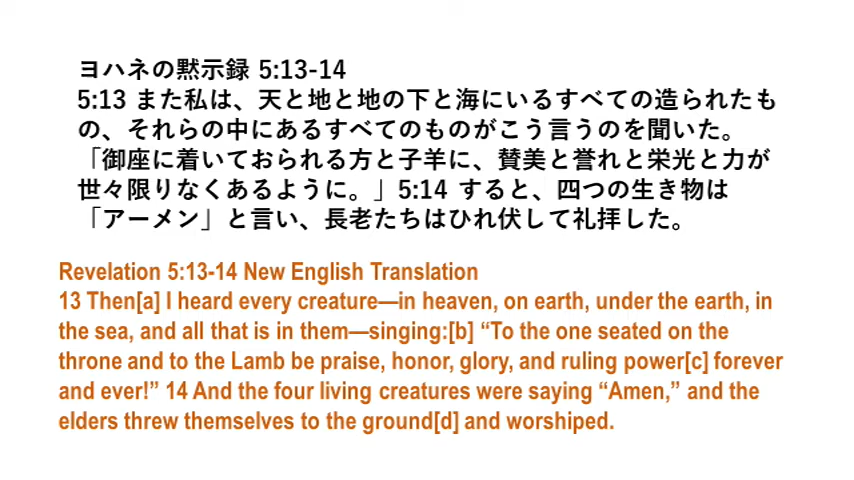 ヨハネの黙示録 5:13-14
5:13 また私は、天と地と地の下と海にいるすべての造られたも
の、それらの中にあるすべてのものがこう言うのを聞いた。
「御座に着いておられる方と子羊に、賛美と誉れと栄光と力が
世々限りなくあるように。」5:14 すると、四つの生き物は
「アーメン」と言い、長老たちはひれ伏して礼拝した。
Revelation 5:13-14 New English Translation
13 Then[a] I heard every creature—in heaven, on earth, under the earth, in
the sea, and all that is in them—singing:[b] “To the one seated on the
throne and to the Lamb be praise, honor, glory, and ruling power[c] forever
and ever!” 14 And the four living creatures were saying “Amen,” and the
elders threw themselves to the ground[d] and worshiped.